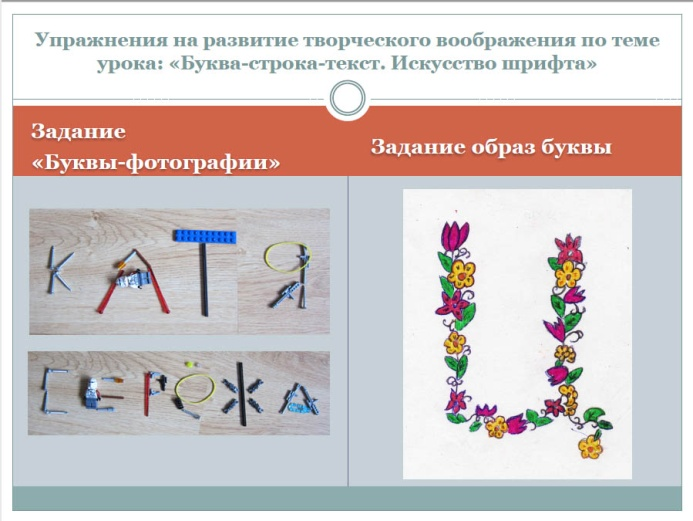 Упражнения на развитие творческого воображения по теме
урока: «Буква-строка-текст. Искусство шрифта»
Задание
«Буквы-фотографии»
Задание образ буквы
КАТЯ
СЕРЁЖА
Ц